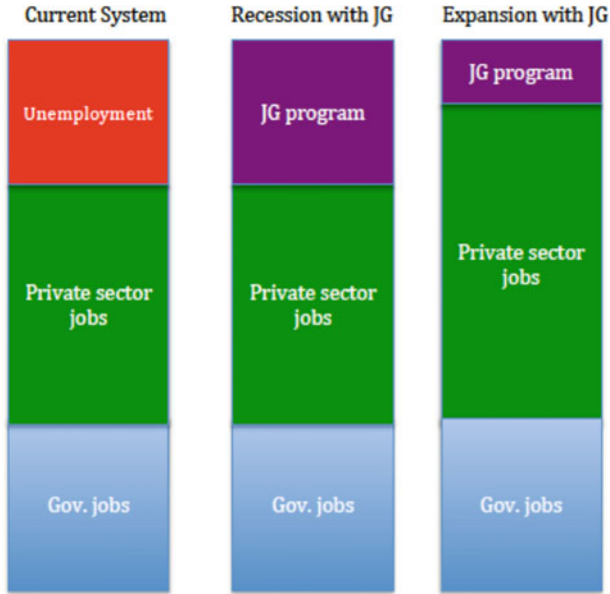 Current System
Recession with JG
Expansion with JG
Unemployment
JG program
JG program
Private sector
jobs
Private sector
jobs
Private sector
jobs
Gov. jobs
Gov. jobs
Gov. jobs